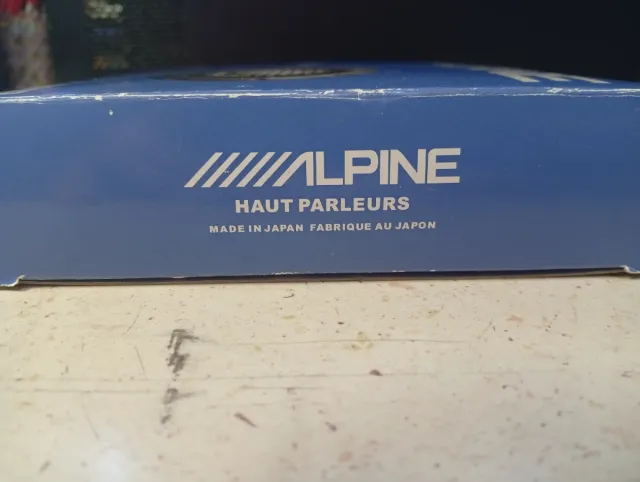 ALPINE
HAUT PARLEURS
MADE IN JAPAN FABRIQUE AU JAPON